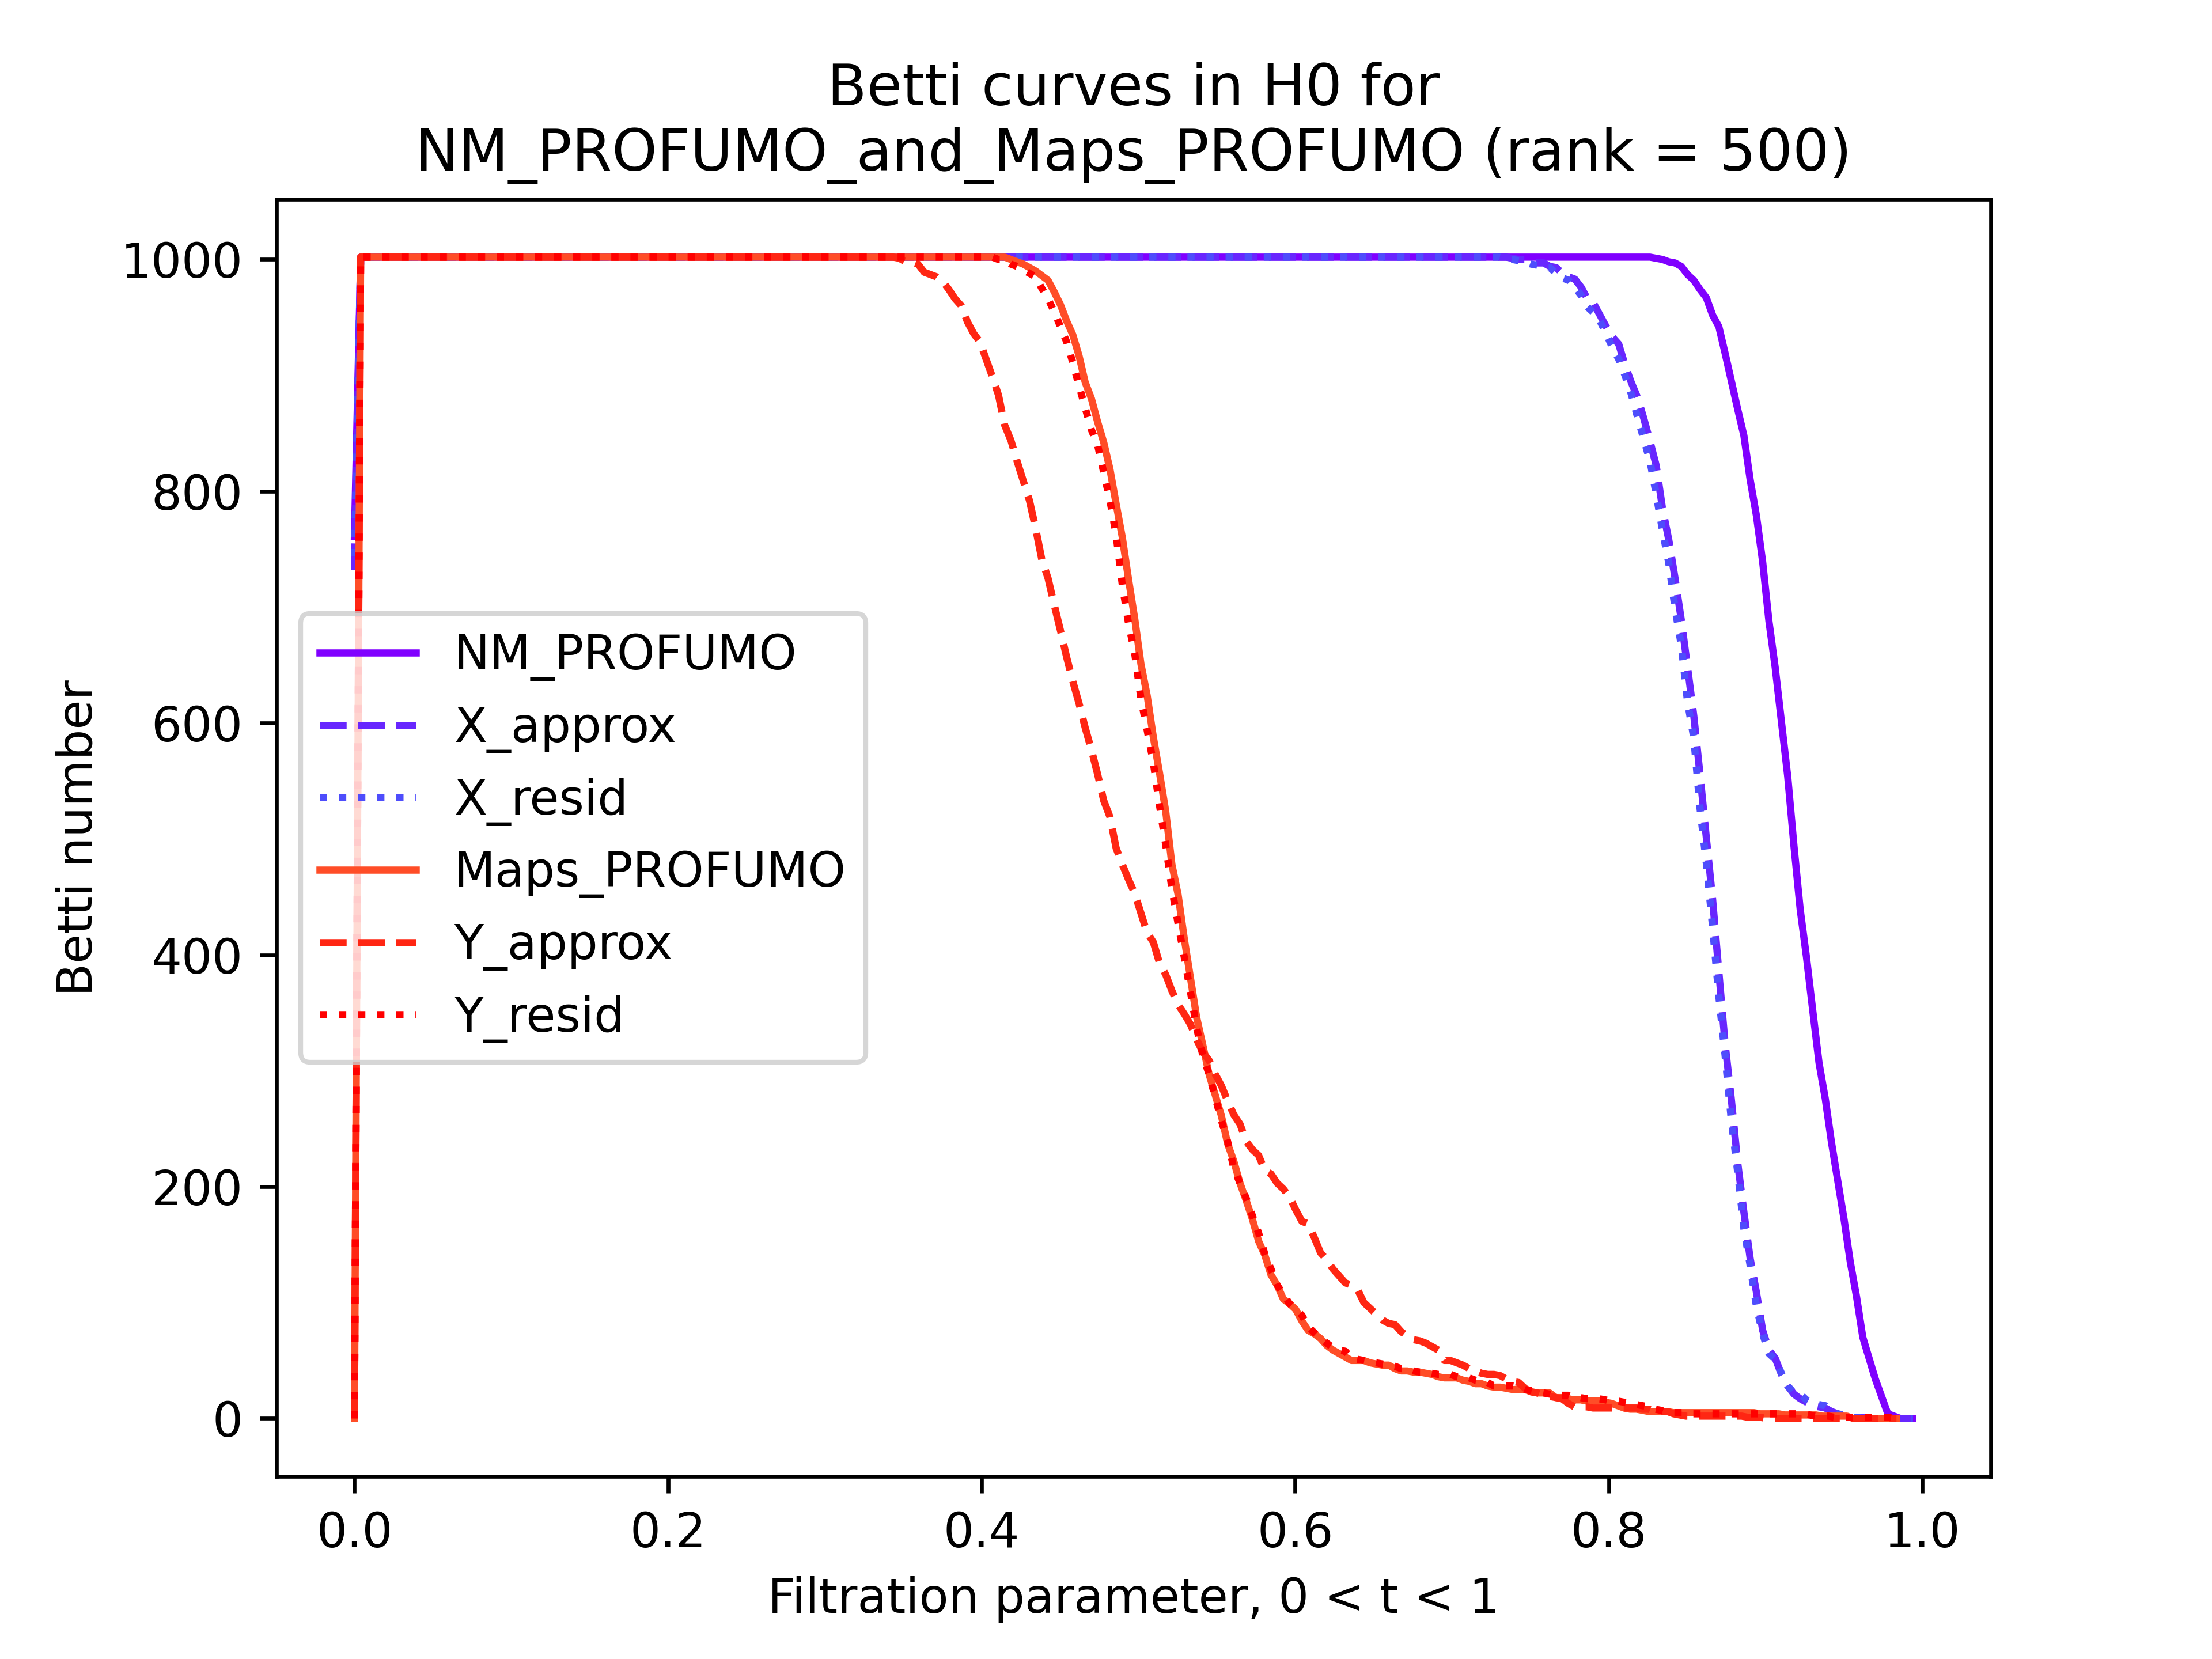 Betti curves in H0 for
NM_PROFUMO_and_Maps_PROFUMO (rank = 500)
1000
800
600
400
200
0
Betti number
NM_PROFUMO
X_approx
X_resid
Maps_PROFUMO
Y_approx
Y_resid
0.0 0.2 0.4 0.6 0.8 1.0
Filtration parameter, 0 < t < 1